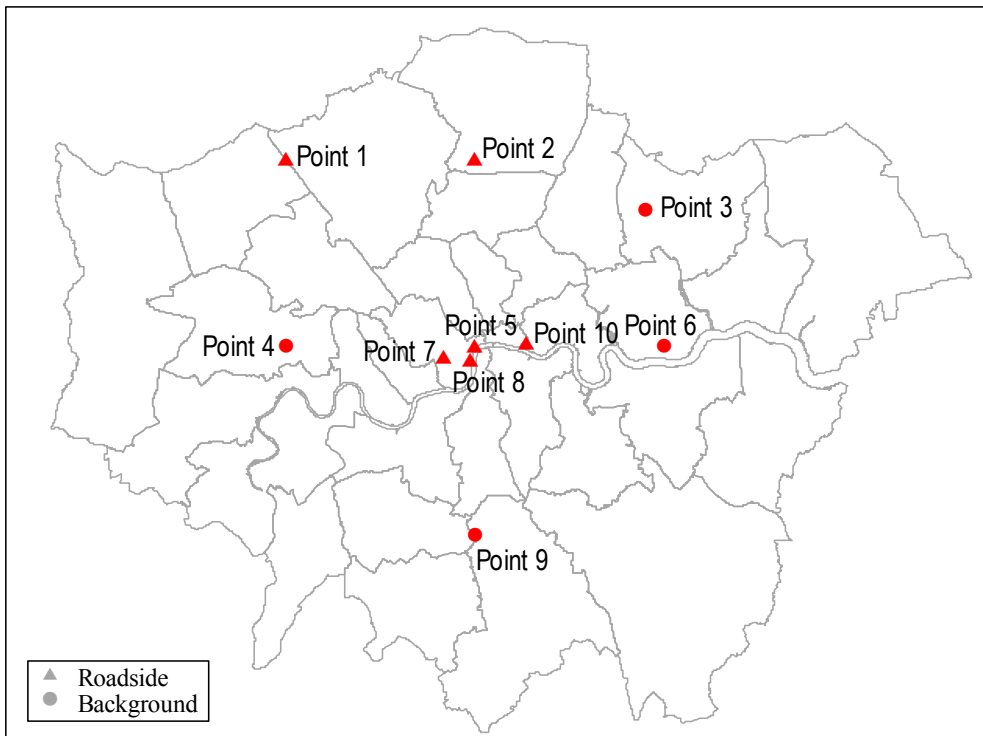 Point 1
Point 2
Point 3
Point 4
Point 5
Point 10
Point 6
Point 7
Point 8
Point 9
Roadside
Background